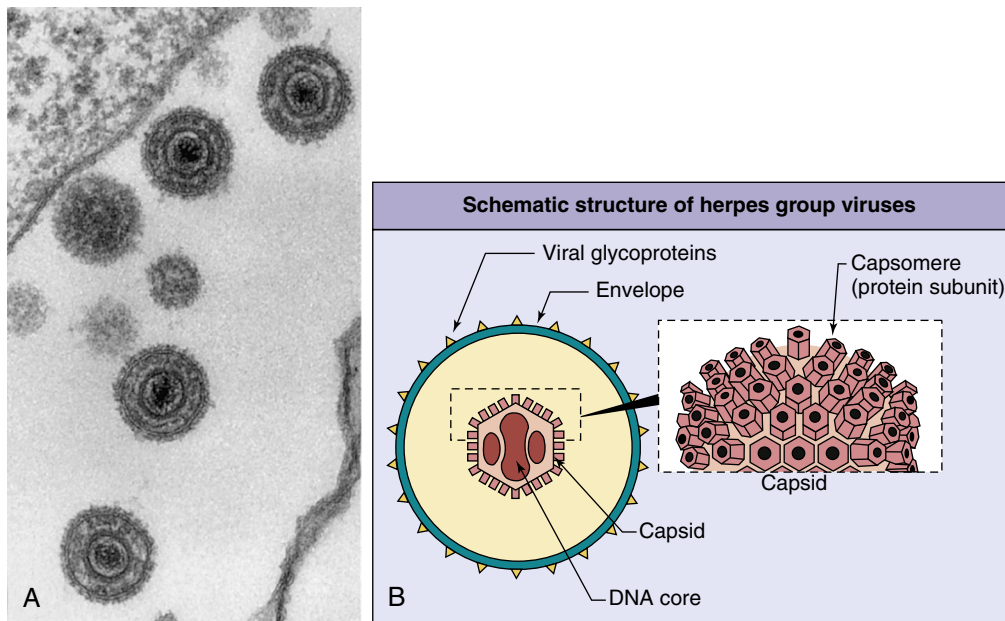 A
Schematic structure of herpes group viruses
Viral glycoproteins
Envelope
Capsomere
(protein subunit)
Capsid
Capsid
DNA core
B